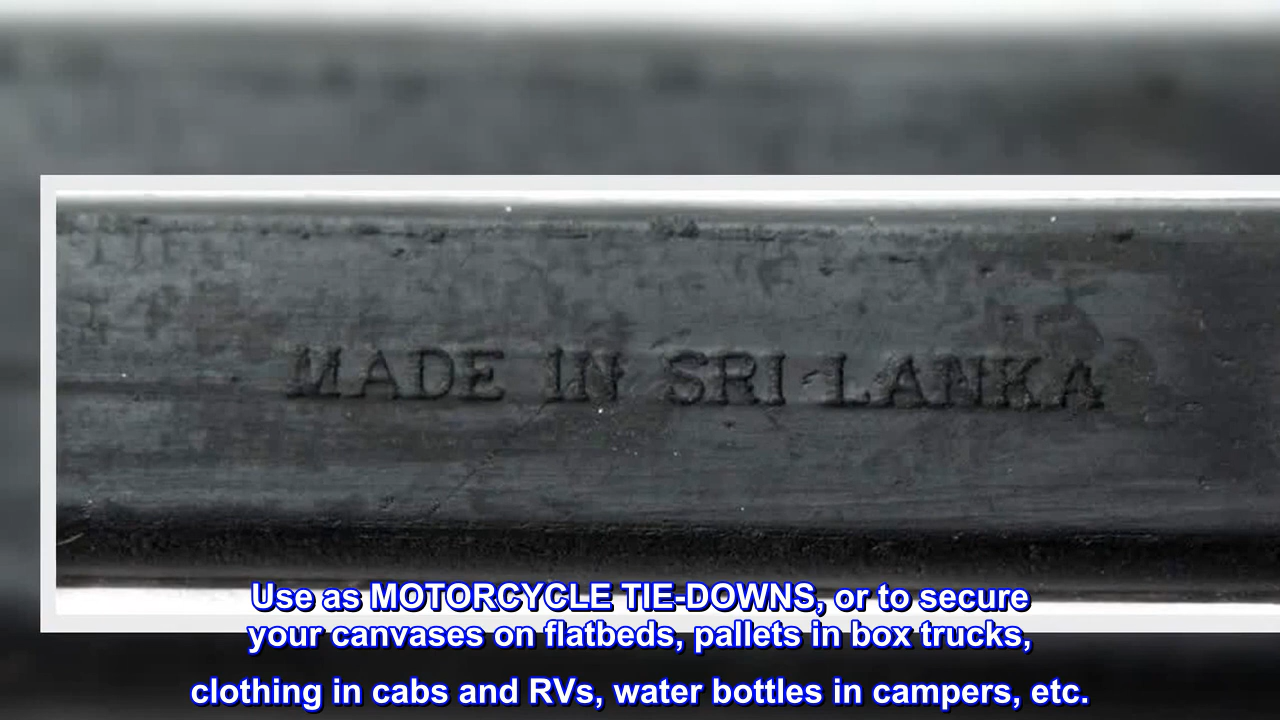 MADE IN SRI LANKA
Use as MOTORCYCLE TIE-DOWNS, or to secure
your canvases on flatbeds, pallets in box trucks,
clothing in cabs and RVs, water bottles in campers, etc.